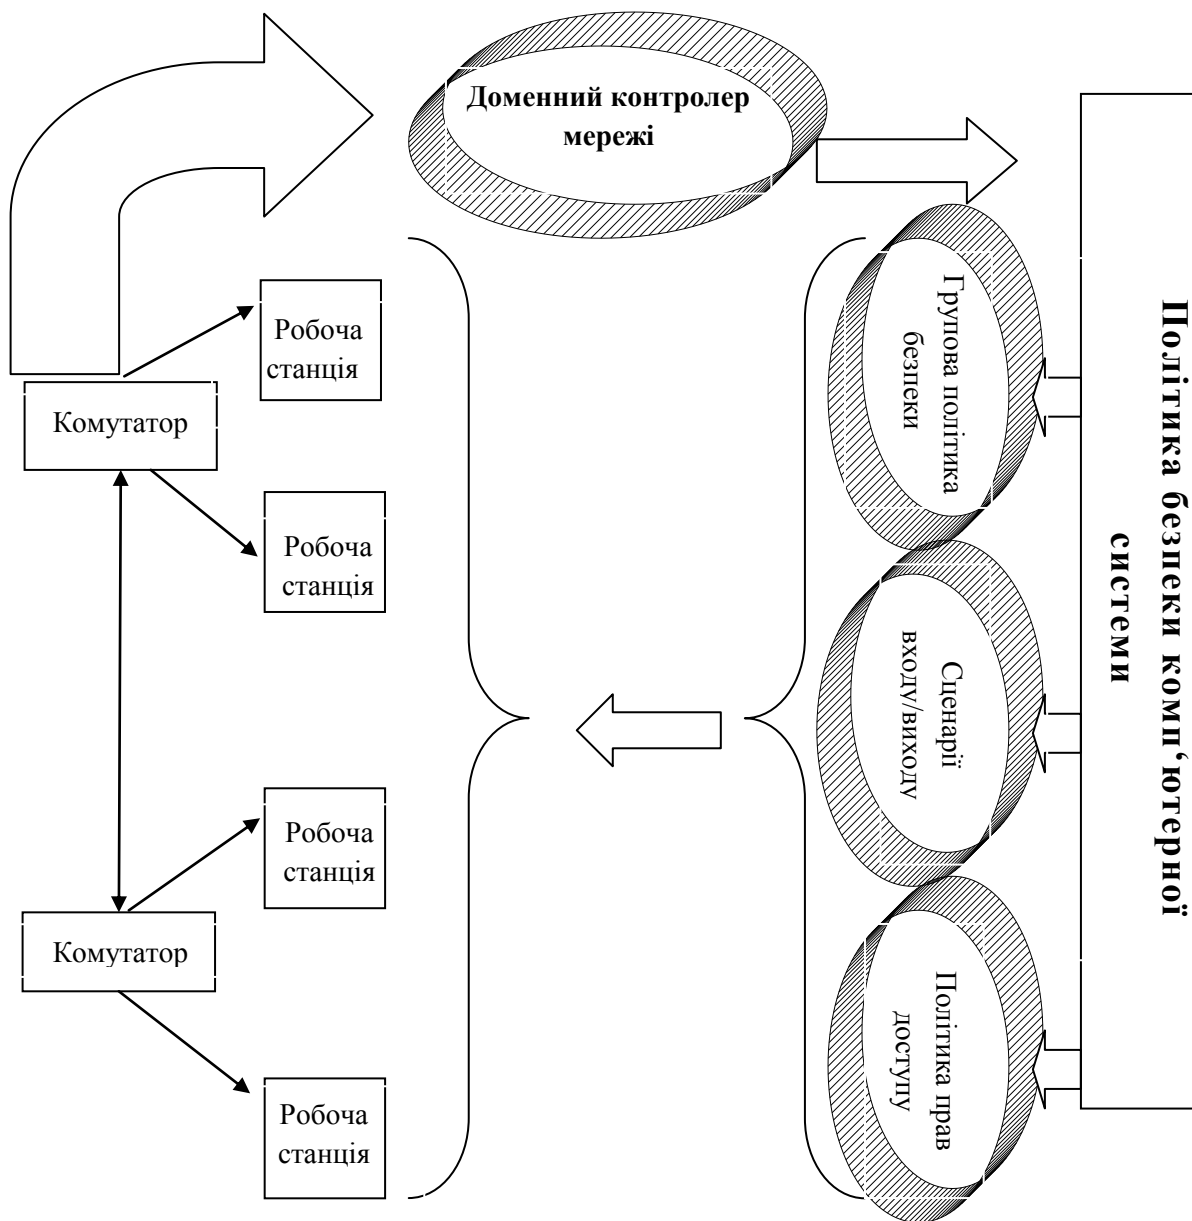 Доменний контролер
мережі
Робоча
станція
Комутатор
Робоча
станція
Робоча
станція
Комутатор
Робоча
станція
Групова політика
безпеки
Сценарії
входу/виходу
Політика прав
доступу
Політика безпеки комп‘ютерної
системи